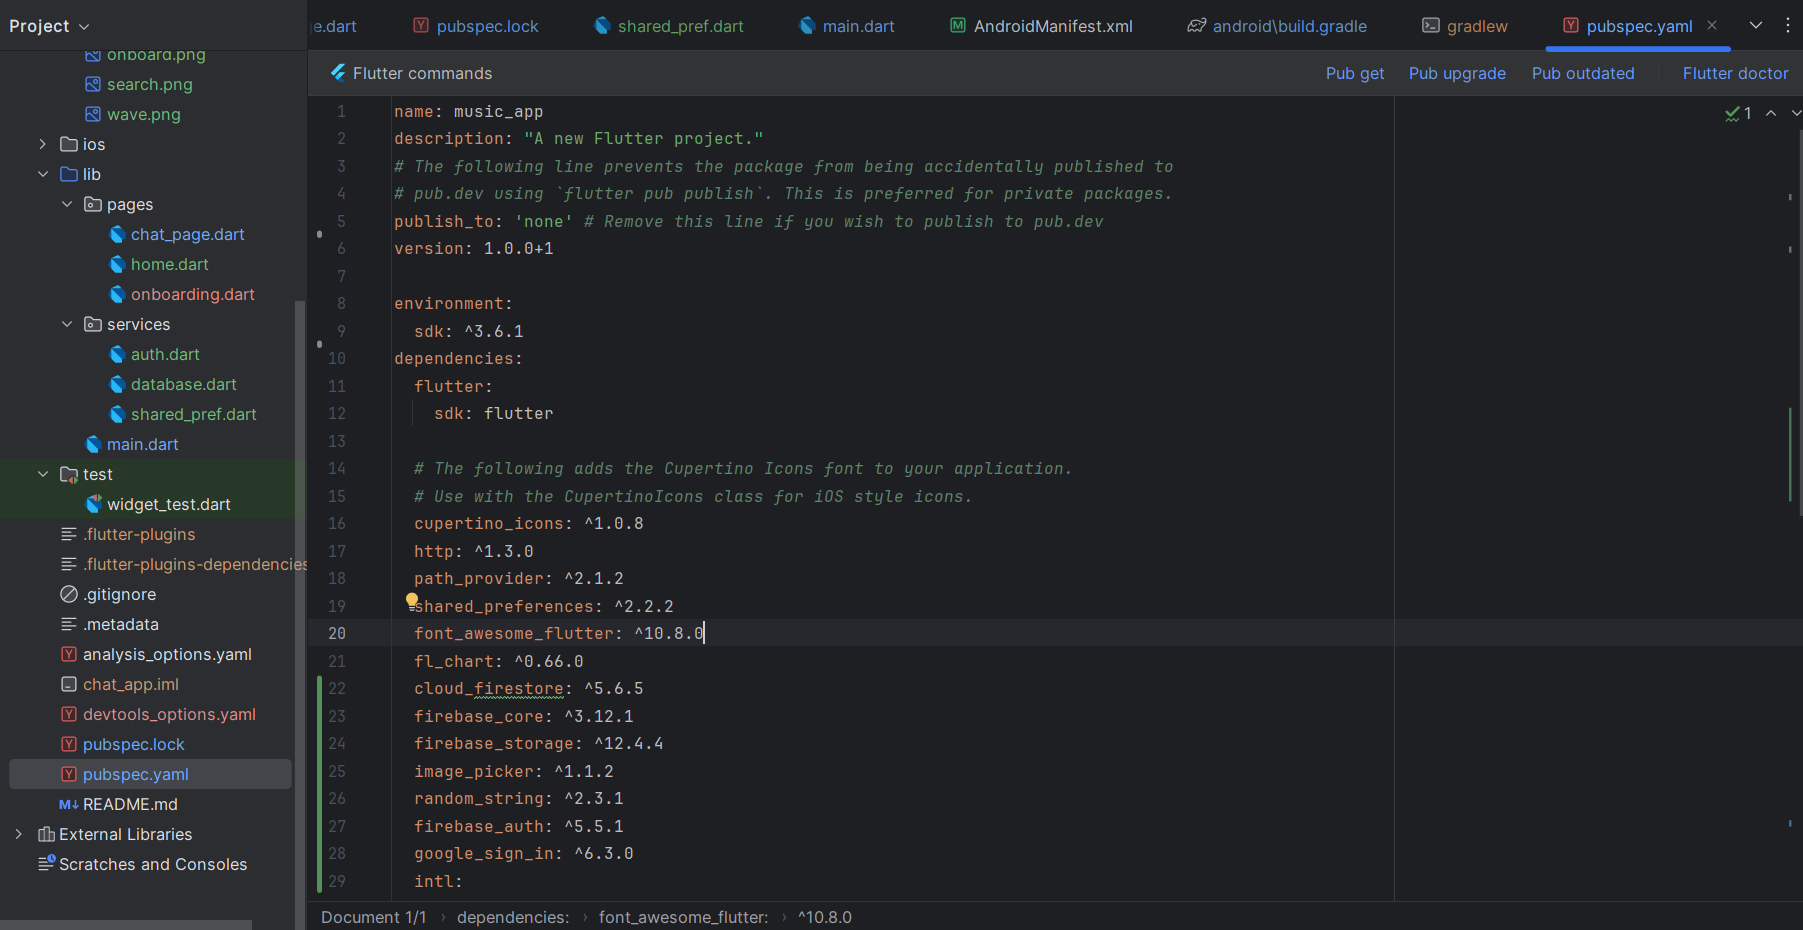 Project
e.dart
pubspec.lock
shared_pref.dart
main.dart
AndroidManifest.xml
android\build.gradle
gradlew
pubspec.yaml
Flutter commands
Pub get
Pub upgrade
Pub outdated
Flutter doctor
onboard.png
search.png
wave.png
ios
lib
pages
chat_page.dart
home.dart
onboarding.dart
services
auth.dart
database.dart
shared_pref.dart
main.dart
test
widget_test.dart
.flutter-plugins
.flutter-plugins-dependencies
.gitignore
.metadata
analysis_options.yaml
chat_app.iml
devtools_options.yaml
pubspec.lock
pubspec.yaml
M↓ README.md
External Libraries
Scratches and Consoles
1 name: music_app
2 description: "A new Flutter project."
3 # The following line prevents the package from being accidentally published to
4 # pub.dev using `flutter pub publish`. This is preferred for private packages.
5 publish_to: 'none' # Remove this line if you wish to publish to pub.dev
6 version: 1.0.0+1
7
8 environment:
9 sdk: ^3.6.1
10 dependencies:
11 flutter:
12 sdk: flutter
13
14 # The following adds the Cupertino Icons font to your application.
15 # Use with the CupertinoIcons class for iOS style icons.
16 cupertino_icons: ^1.0.8
17 http: ^1.3.0
18 path_provider: ^2.1.2
19 shared_preferences: ^2.2.2
20 font_awesome_flutter: ^10.8.0
21 fl_chart: ^0.66.0
22 cloud_firestore: ^5.6.5
23 firebase_core: ^3.12.1
24 firebase_storage: ^12.4.4
25 image_picker: ^1.1.2
26 random_string: ^2.3.1
27 firebase_auth: ^5.5.1
28 google_sign_in: ^6.3.0
29 intl:
1
Document 1/1 › dependencies: › font_awesome_flutter: › ^10.8.0